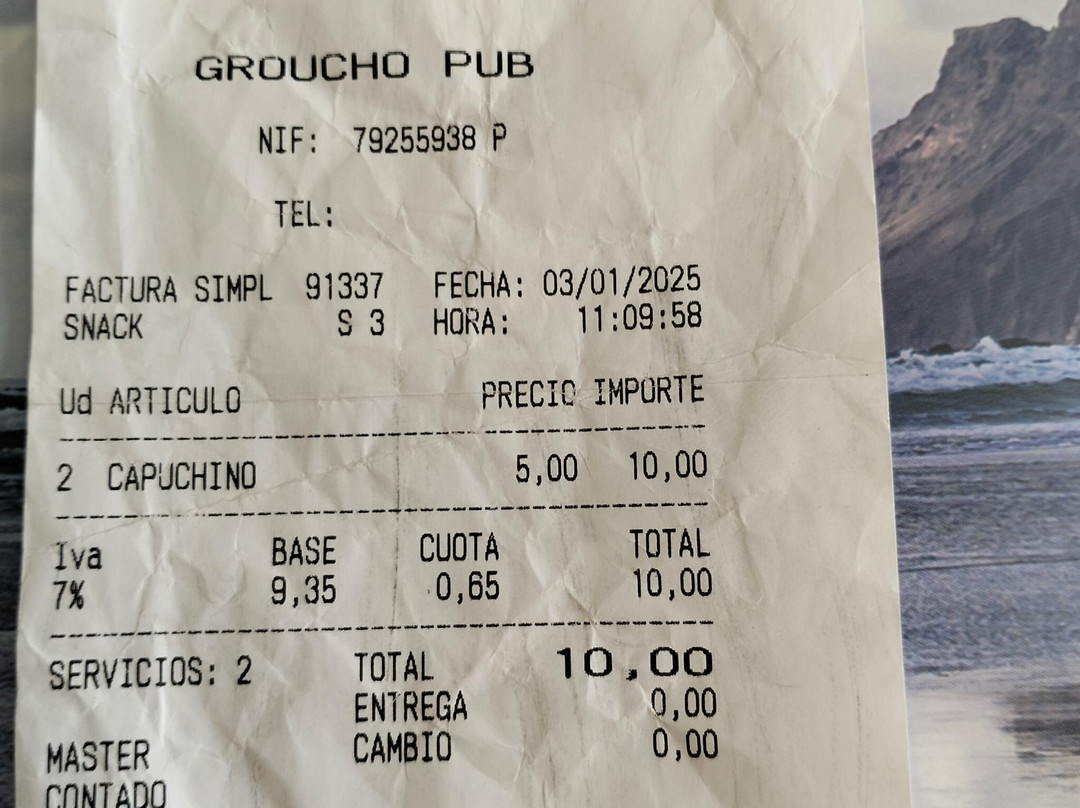 GROUCHO PUB
NIF: 79255938 P
TEL:
FACTURA SIMPL 91337 FECHA: 03/01/2025
SNACK S 3 HORA: 11:09:58
Ud ARTICULO PRECIO IMPORTE
2 CAPUCHINO 5,00 10,00
Iva BASE CUOTA TOTAL
7% 9,35 0,65 10,00
SERVICIOS: 2 TOTAL 10,00
ENTREGA 0,00
MASTER CAMBIO 0,00
CONTADO